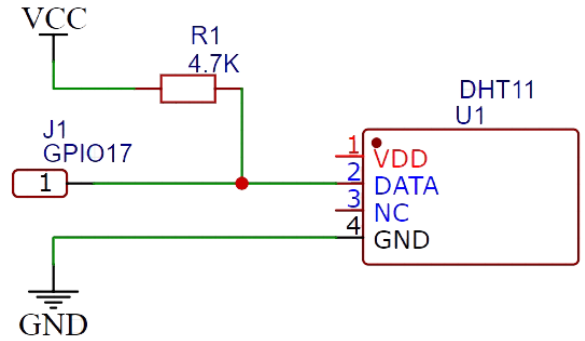 VCC
R1
4.7K
DHT11
U1
J1
GPIO17
1
1
VDD
2
DATA
3
NC
4
GND
GND